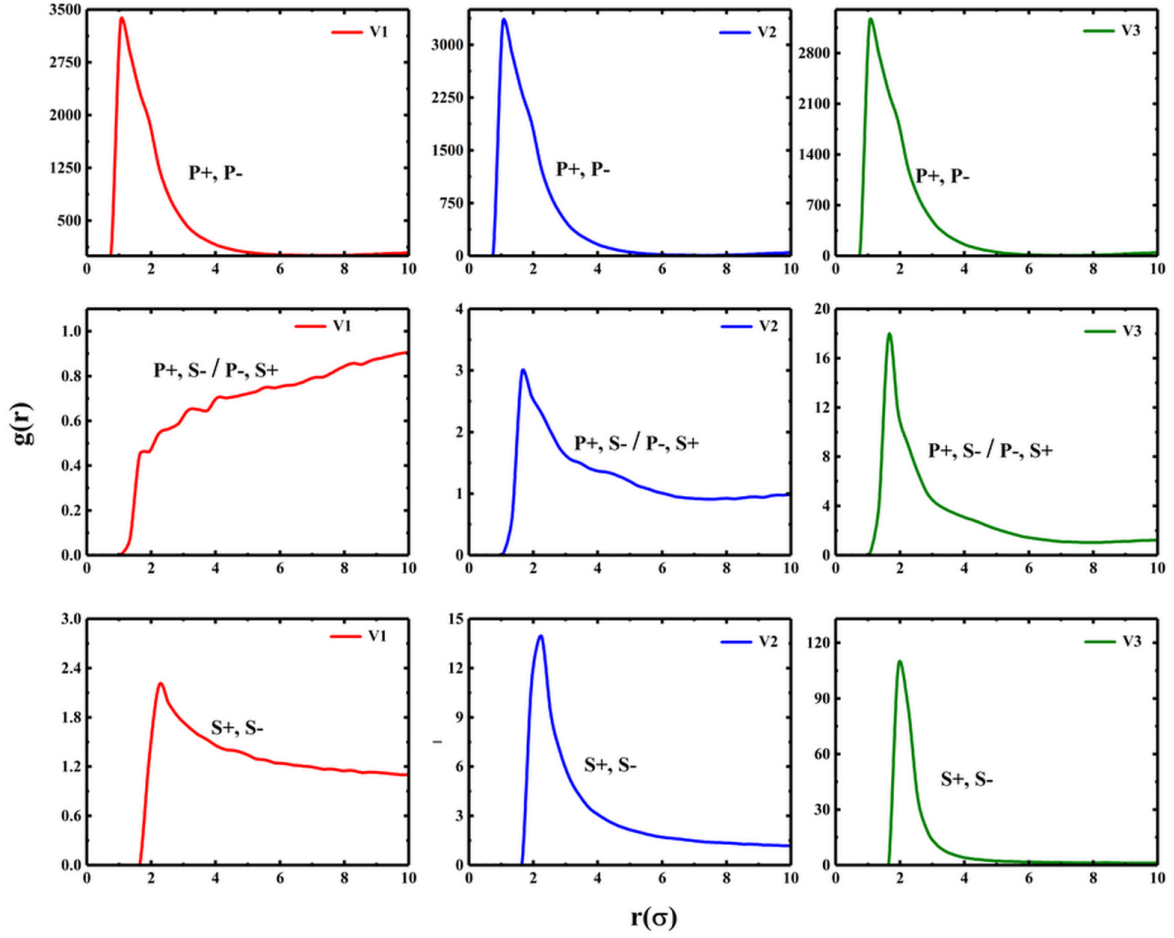 3500
2750
2000
1250
500
0 2 4 6 8 10
V1
P+, P-
3000
2250
1500
750
0
0 2 4 6 8 10
V2
P+, P-
2800
2100
1400
700
0
0 2 4 6 8 10
V3
P+, P-
g(r)
1.0
0.8
0.6
0.4
0.2
0.0
0 2 4 6 8 10
V1
P+, S- / P-, S+
4
3
2
1
0
0 2 4 6 8 10
V2
P+, S- / P-, S+
20
16
12
8
4
0
0 2 4 6 8 10
V3
P+, S- / P-, S+
3.0
2.4
1.8
1.2
0.6
0.0
0 2 4 6 8 10
V1
S+, S-
15
12
9
6
3
0
0 2 4 6 8 10
V2
S+, S-
120
90
60
30
0
0 2 4 6 8 10
V3
S+, S-
r(σ)